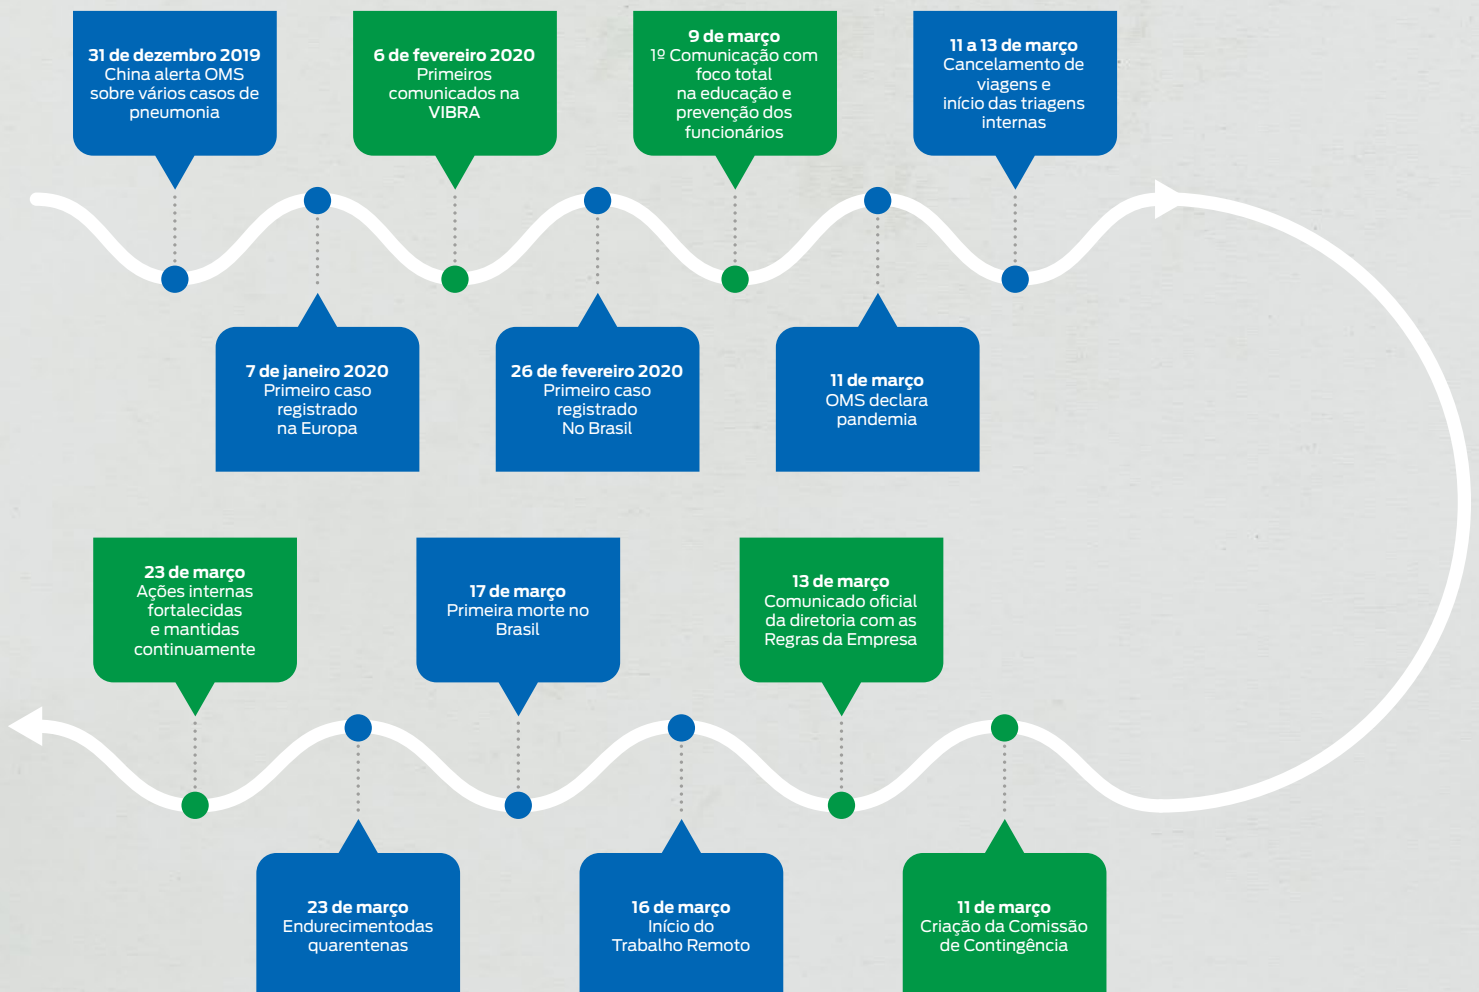 31 de dezembro 2019
China alerta OMS
sobre vários casos de
pneumonia
7 de janeiro 2020
Primeiro caso
registrado
na Europa
6 de fevereiro 2020
Primeiros
comunicados na
VIBRA
26 de fevereiro 2020
Primeiro caso
registrado
No Brasil
9 de março
1º Comunicação com
foco total
na educação e
prevenção dos
funcionários
11 de março
OMS declara
pandemia
11 a 13 de março
Cancelamento de
viagens e
início das triagens
internas
11 de março
Criação da Comissão
de Contingência
13 de março
Comunicado oficial
da diretoria com as
Regras da Empresa
16 de março
Início do
Trabalho Remoto
17 de março
Primeira morte no
Brasil
23 de março
Endurecimentodas
quarentenas
23 de março
Ações internas
fortalecidas
e mantidas
continuamente